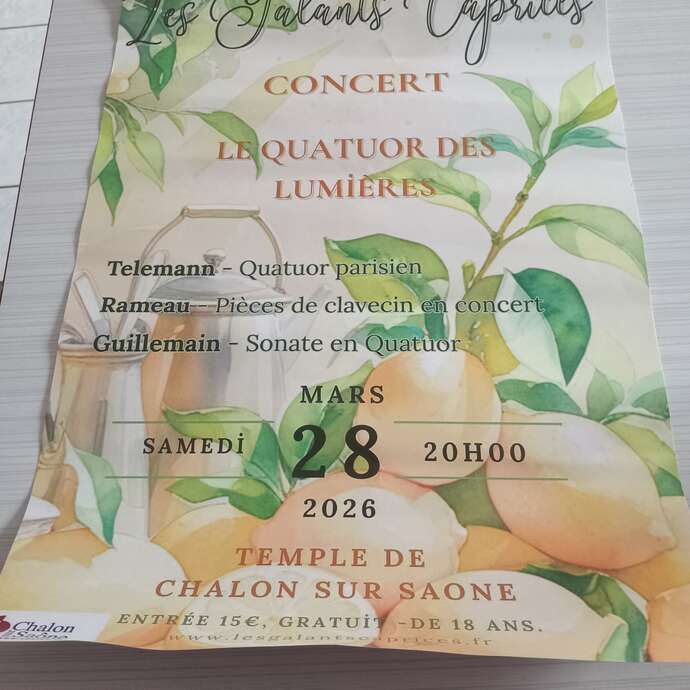 Les Galants Caprices
CONCERT
LE QUATUOR DES
LUMIÈRES
Telemann - Quatuor parisien
Rameau - Pièces de clavecin en concert
Guillemain - Sonate en Quatuor
MARS
SAMEDI 28 20H00
2026
TEMPLE DE
CHALON SUR SAONE
ENTRÉE 15€, GRATUIT -DE 18 ANS.
www.lesgalantscaprices.fr
Chalon
Saône